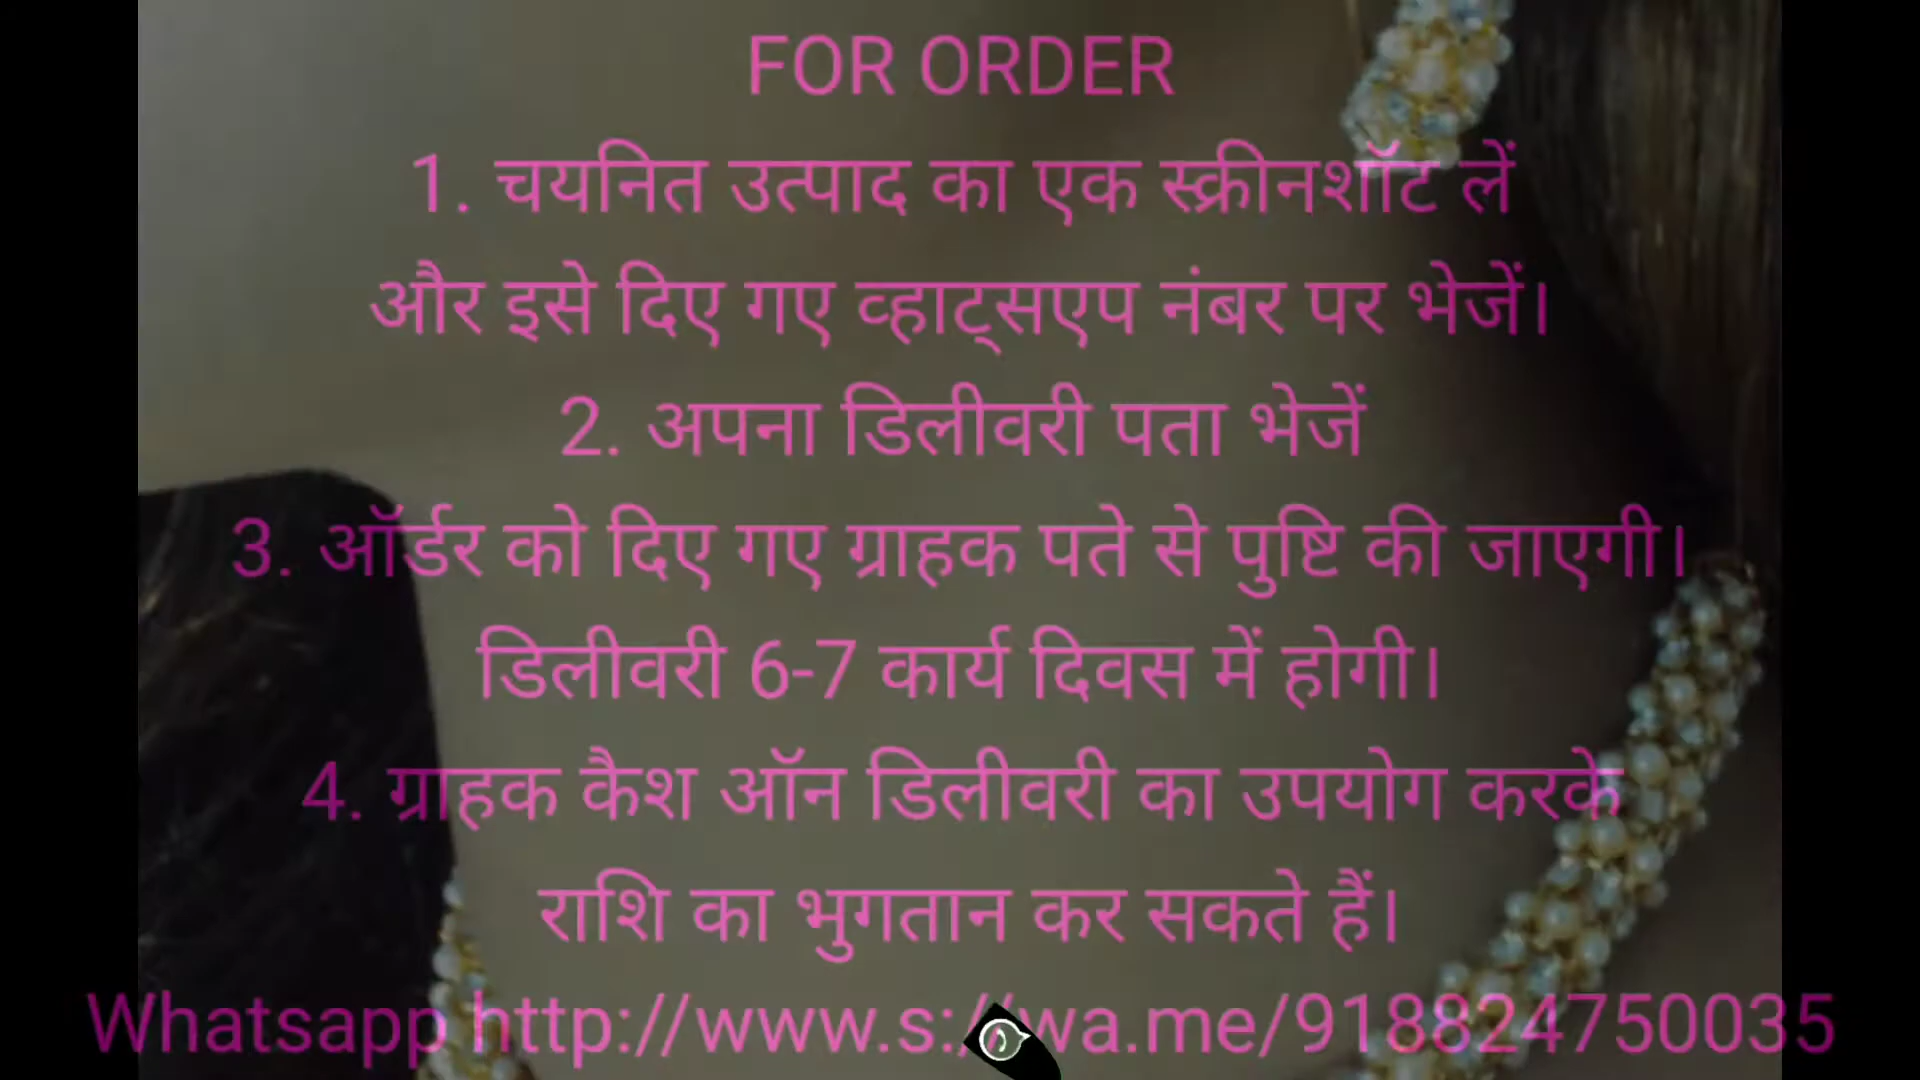 FOR ORDER
1. चयनित उत्पाद का एक स्क्रीनशॉट लें
और इसे दिए गए व्हाट्सएप नंबर पर भेजें।
2. अपना डिलीवरी पता भेजें
3. ऑर्डर को दिए गए ग्राहक पते से पुष्टि की जाएगी।
डिलीवरी 6-7 कार्य दिवस में होगी।
4. ग्राहक कैश ऑन डिलीवरी का उपयोग करके
राशि का भुगतान कर सकते हैं।
Whatsapp http://www.s://wa.me/918824750035